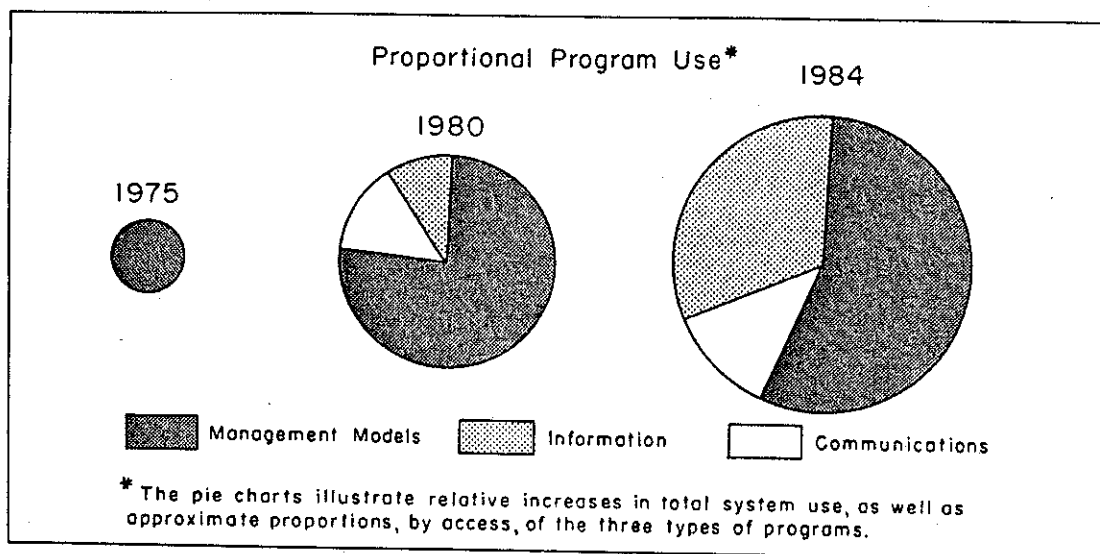 Proportional Program Use*
1984
1980
1975
Management Models
Information
Communications
* The pie charts illustrate relative increases in total system use, as well as
approximate proportions, by access, of the three types of programs.